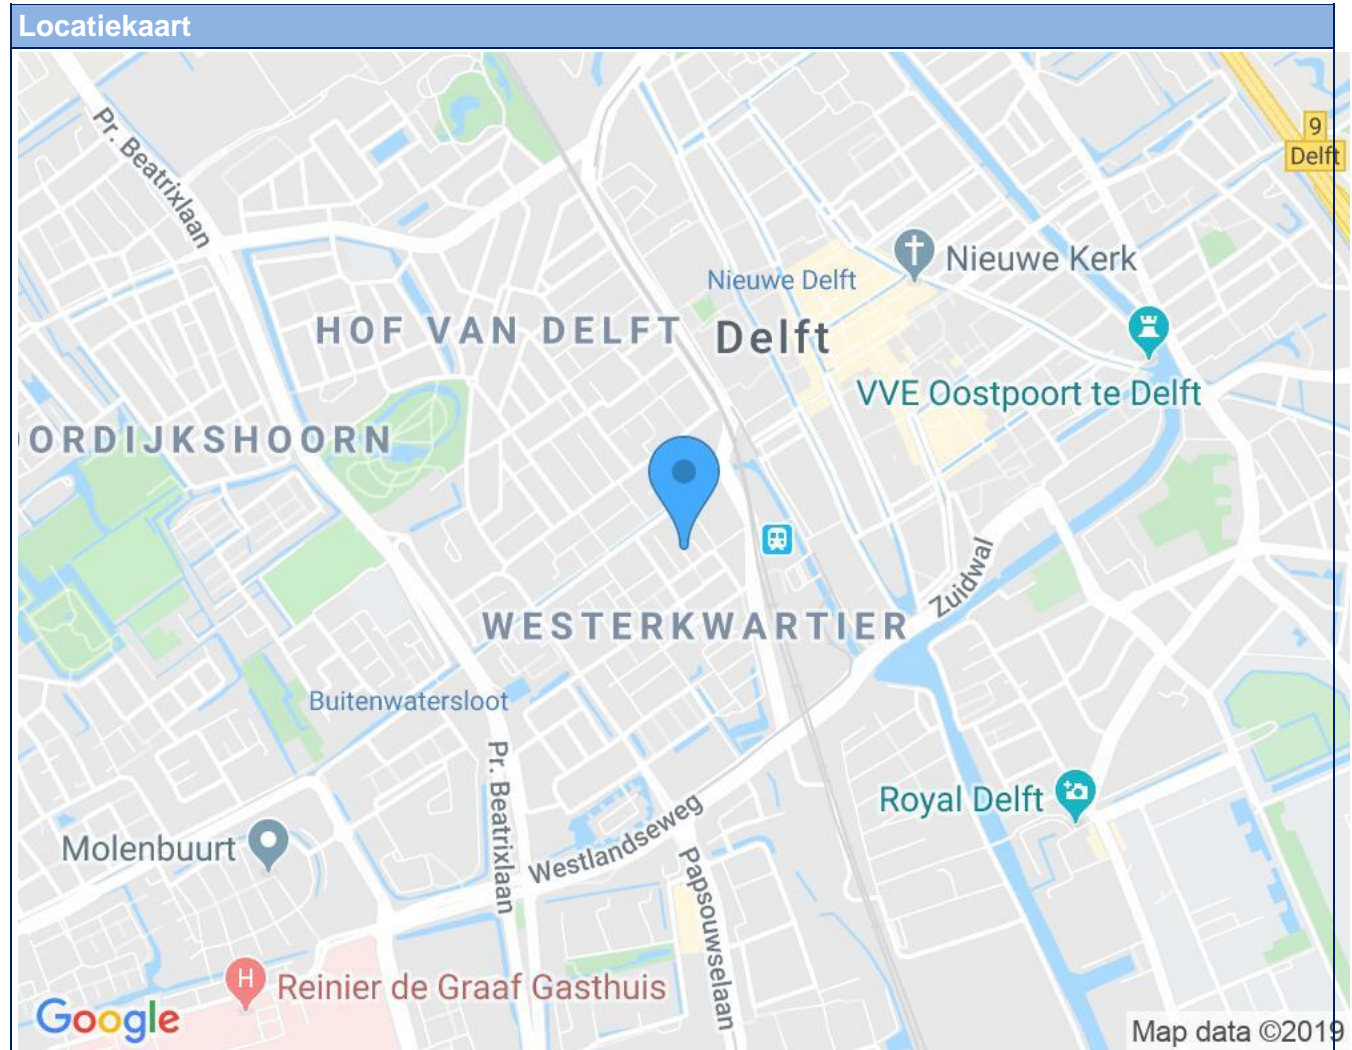 Locatiekaart
Pr. Beatrixlaan
9
Delft
Nieuwe Kerk
Nieuwe Delft
HOF VAN DELFT
Delft
VVE Oostpoort te Delft
ORDIJKSHOORN
Zuidwal
WESTERKWARTIER
Buitenwatersloot
Pr. Beatrixlaan
Royal Delft
Westlandseweg
Molenbuurt
Papsouwselaan
H
Reinier de Graaf Gasthuis
Google
Map data ©2019